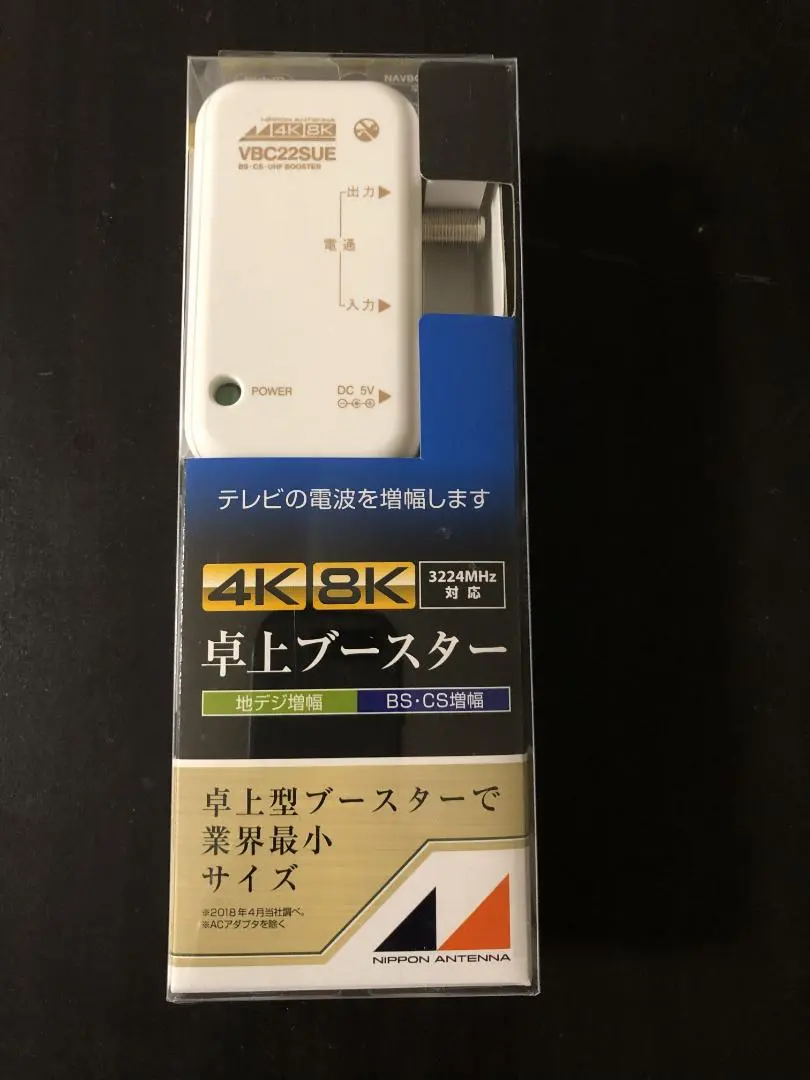 NIPPON ANTENNA
4K 8K
VBC22SUE
BS・CS・UHF BOOSTER
出力
電通
入力
POWER
DC 5V
テレビの電波を増幅します
4K 8K
3224MHz
対応
卓上ブースター
地デジ増幅 BS・CS増幅
卓上型ブースターで
業界最小
サイズ
※2018年4月当社調べ。
※ACアダプタを除く
NIPPON ANTENNA